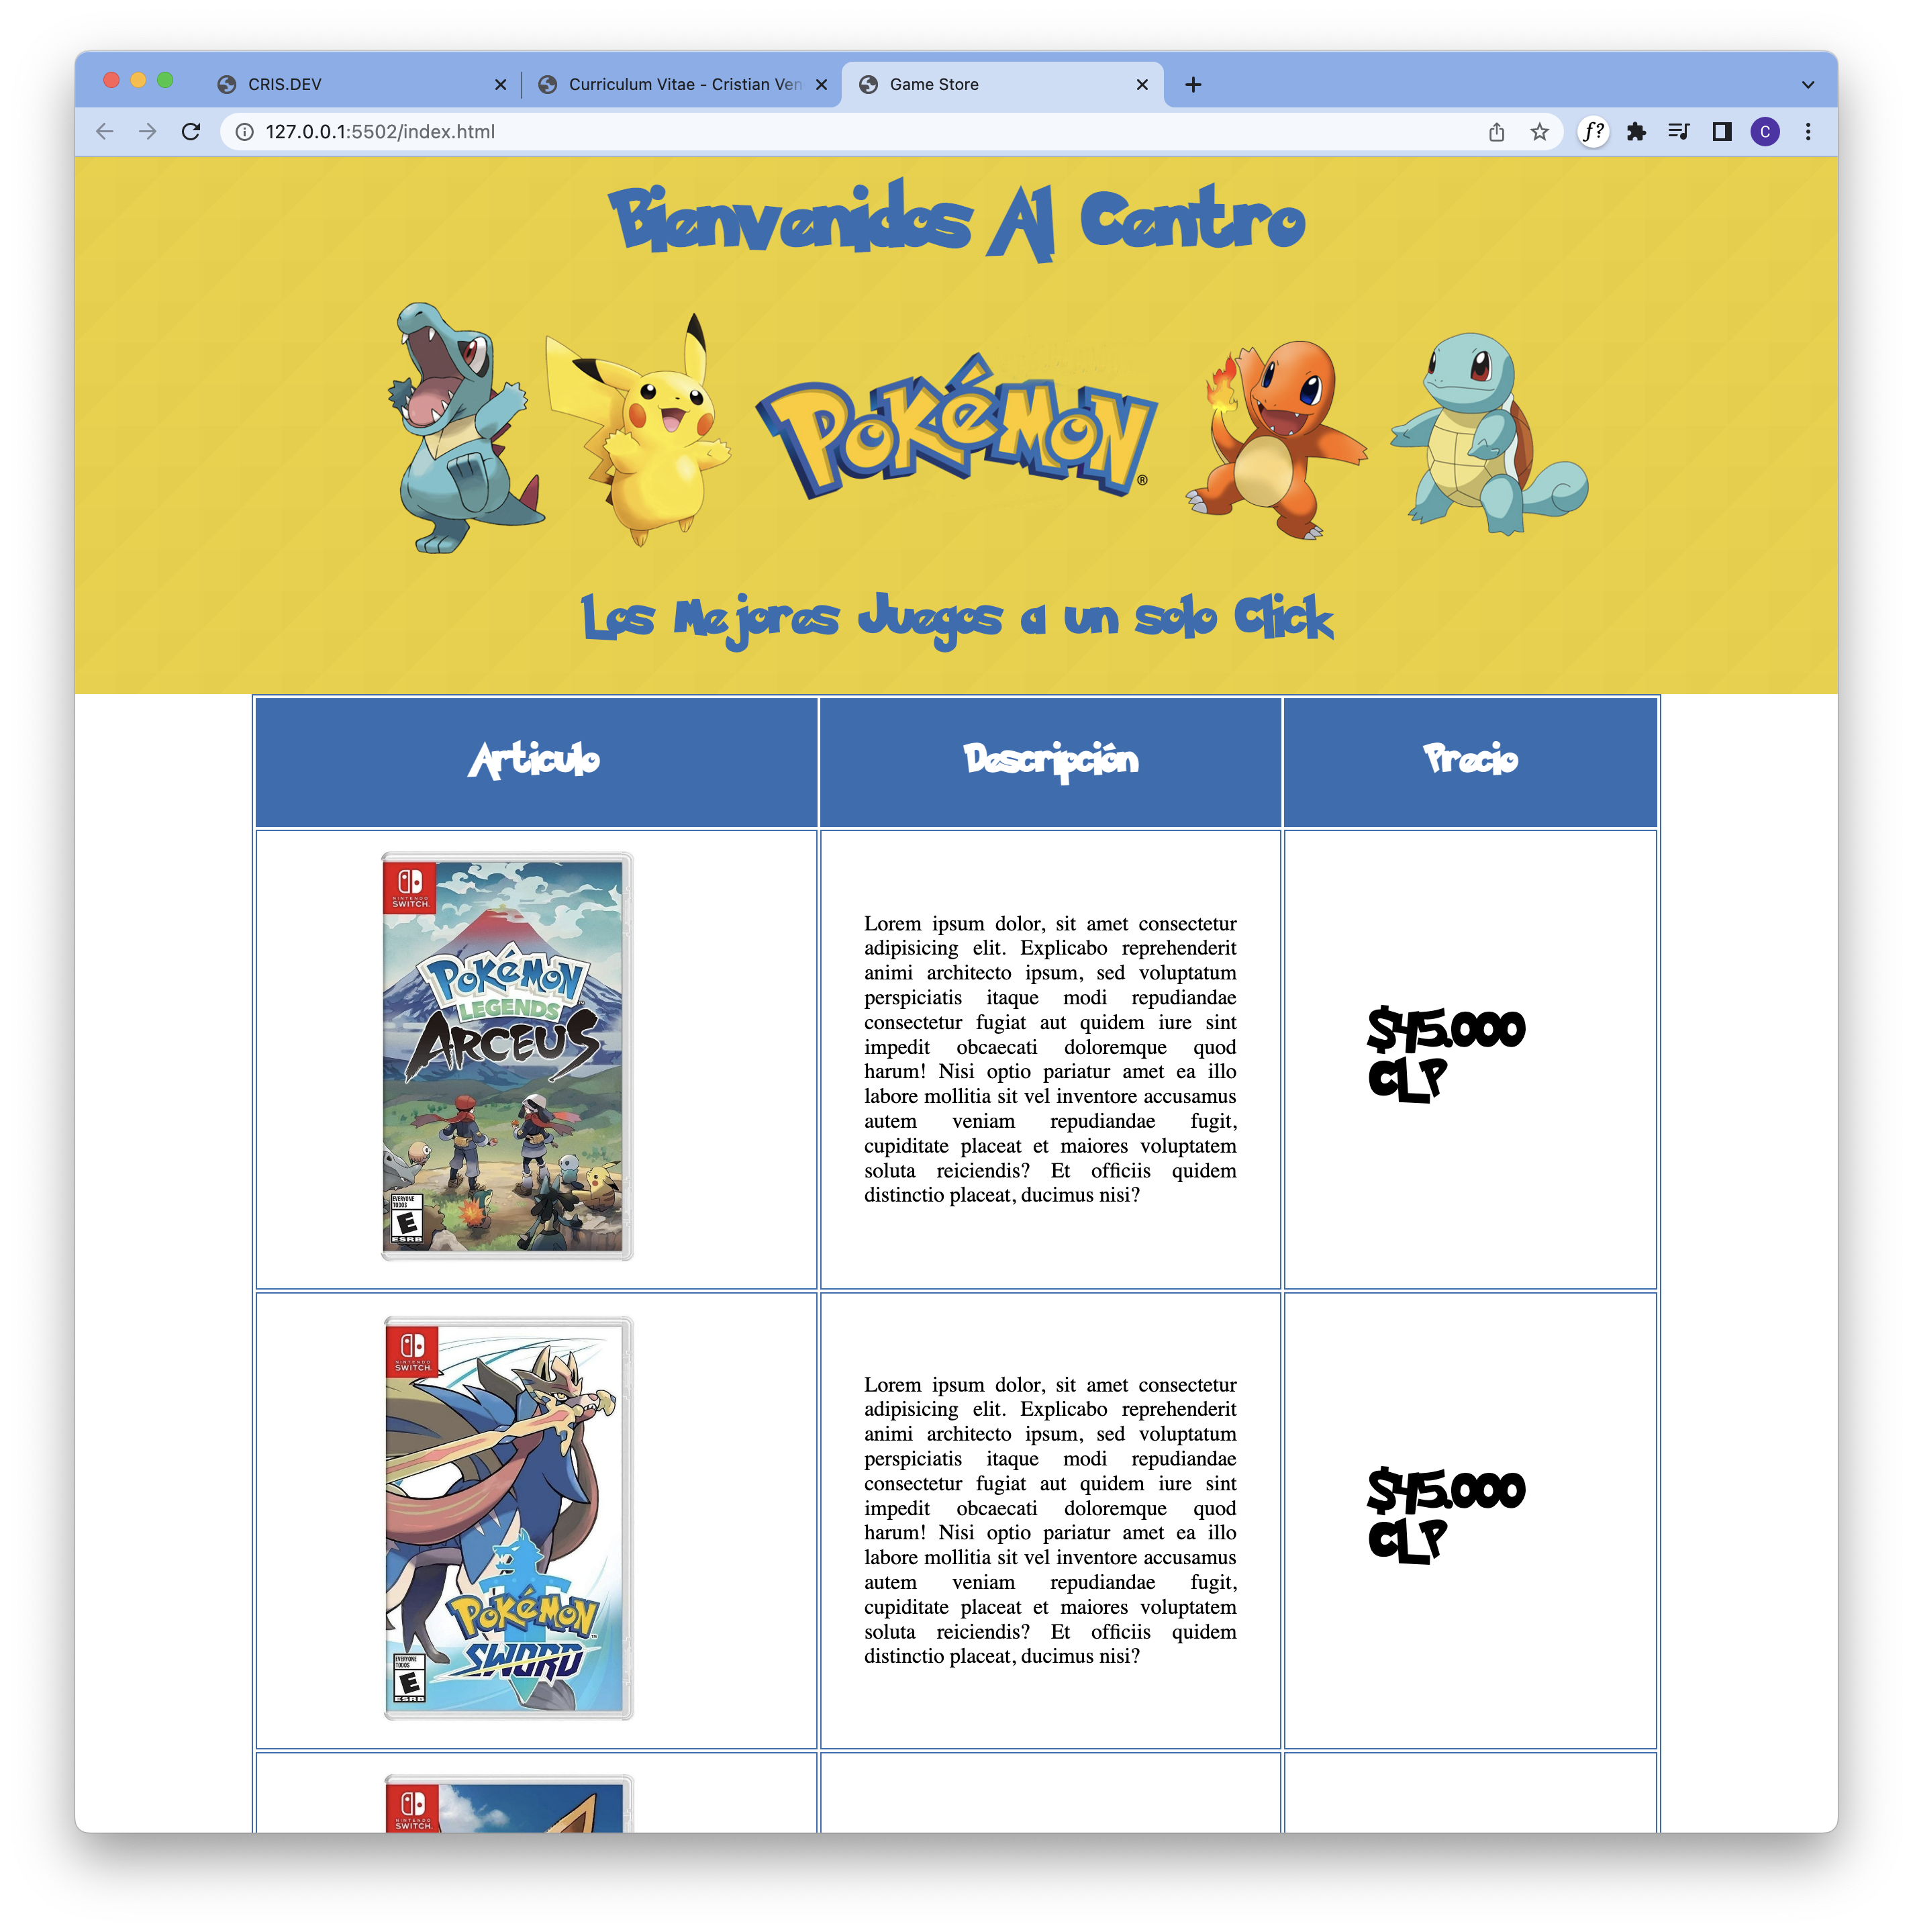 CRIS.DEV
Curriculum Vitae - Cristian Ven
Game Store
127.0.0.1:5502/index.html
f?
C
Bienvenidos Al Centro
POKéMON
®
Los Mejores Juegos a un solo Click
Articulo
Descripción
Precio
NINTENDO
SWITCH.
POKéMON
LEGENDS
ARCEUS
EVERYONE
TODOS
E
ESRB
Lorem ipsum dolor, sit amet consectetur
adipisicing elit. Explicabo reprehenderit
animi architecto ipsum, sed voluptatum
perspiciatis itaque modi repudiandae
consectetur fugiat aut quidem iure sint
impedit obcaecati doloremque quod
harum! Nisi optio pariatur amet ea illo
labore mollitia sit vel inventore accusamus
autem veniam repudiandae fugit,
cupiditate placeat et maiores voluptatem
soluta reiciendis? Et officiis quidem
distinctio placeat, ducimus nisi?
$45.000
CLP
NINTENDO
SWITCH.
POKéMON
SWORD
EVERYONE
TODOS
E
ESRB
Lorem ipsum dolor, sit amet consectetur
adipisicing elit. Explicabo reprehenderit
animi architecto ipsum, sed voluptatum
perspiciatis itaque modi repudiandae
consectetur fugiat aut quidem iure sint
impedit obcaecati doloremque quod
harum! Nisi optio pariatur amet ea illo
labore mollitia sit vel inventore accusamus
autem veniam repudiandae fugit,
cupiditate placeat et maiores voluptatem
soluta reiciendis? Et officiis quidem
distinctio placeat, ducimus nisi?
$45.000
CLP
NINTENDO
SWITCH.